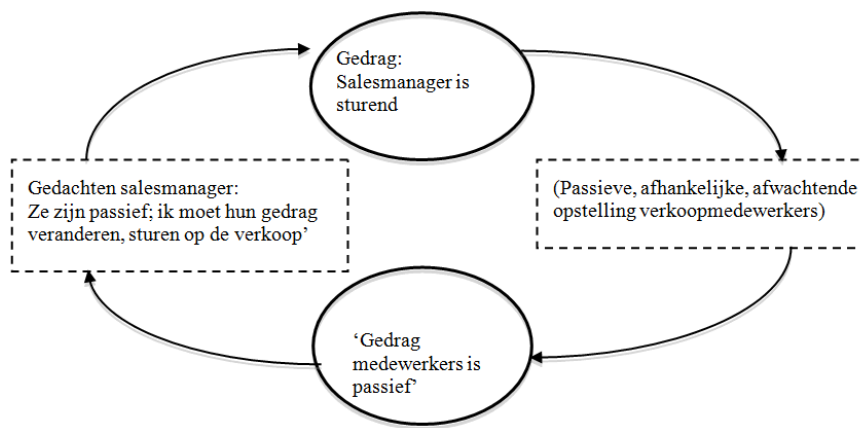 Gedrag:
Salesmanager is
sturend
Gedachten salesmanager:
Ze zijn passief; ik moet hun gedrag
veranderen, sturen op de verkoop’
(Passieve, afhankelijke, afwachtende
opstelling verkoopmedewerkers)
‘Gedrag
medewerkers is
passief’